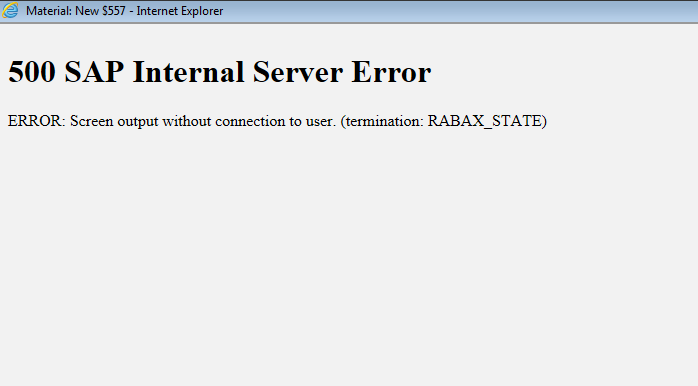 Material: New $557 - Internet Explorer
500 SAP Internal Server Error
ERROR: Screen output without connection to user. (termination: RABAX_STATE)